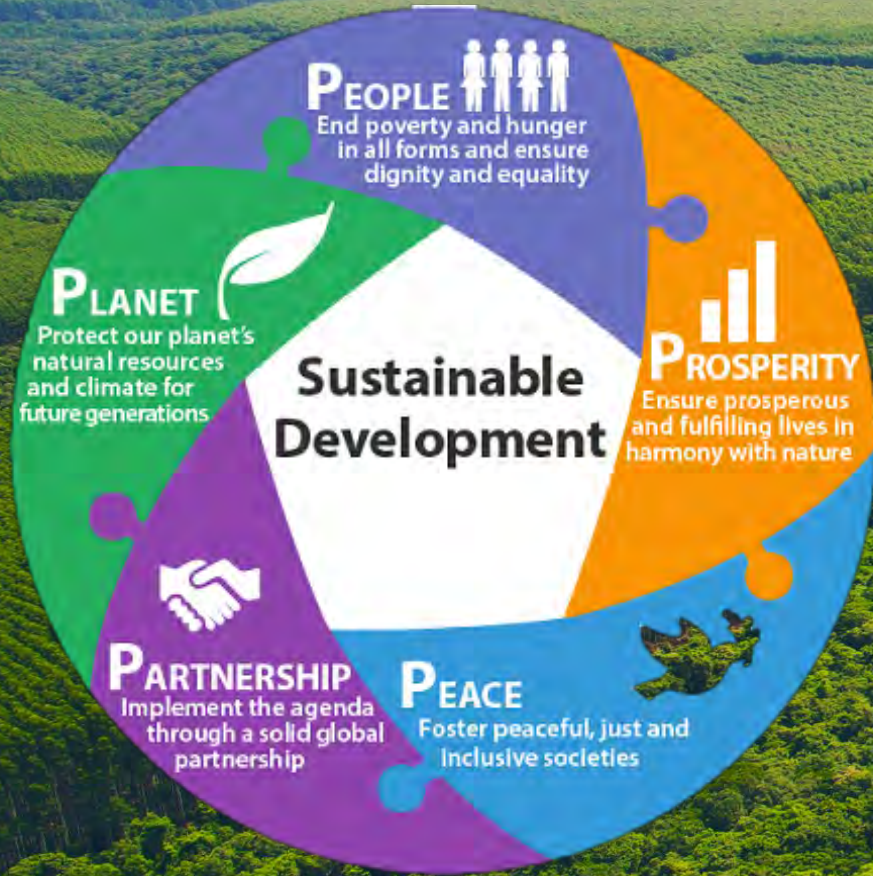 PEOPLE
End poverty and hunger
in all forms and ensure
dignity and equality
PROSPERITY
Ensure prosperous
and fulfilling lives in
harmony with nature
PEACE
Foster peaceful, just and
inclusive societies
PARTNERSHIP
Implement the agenda
through a solid global
partnership
PLANET
Protect our planet's
natural resources
and climate for
future generations
Sustainable
Development